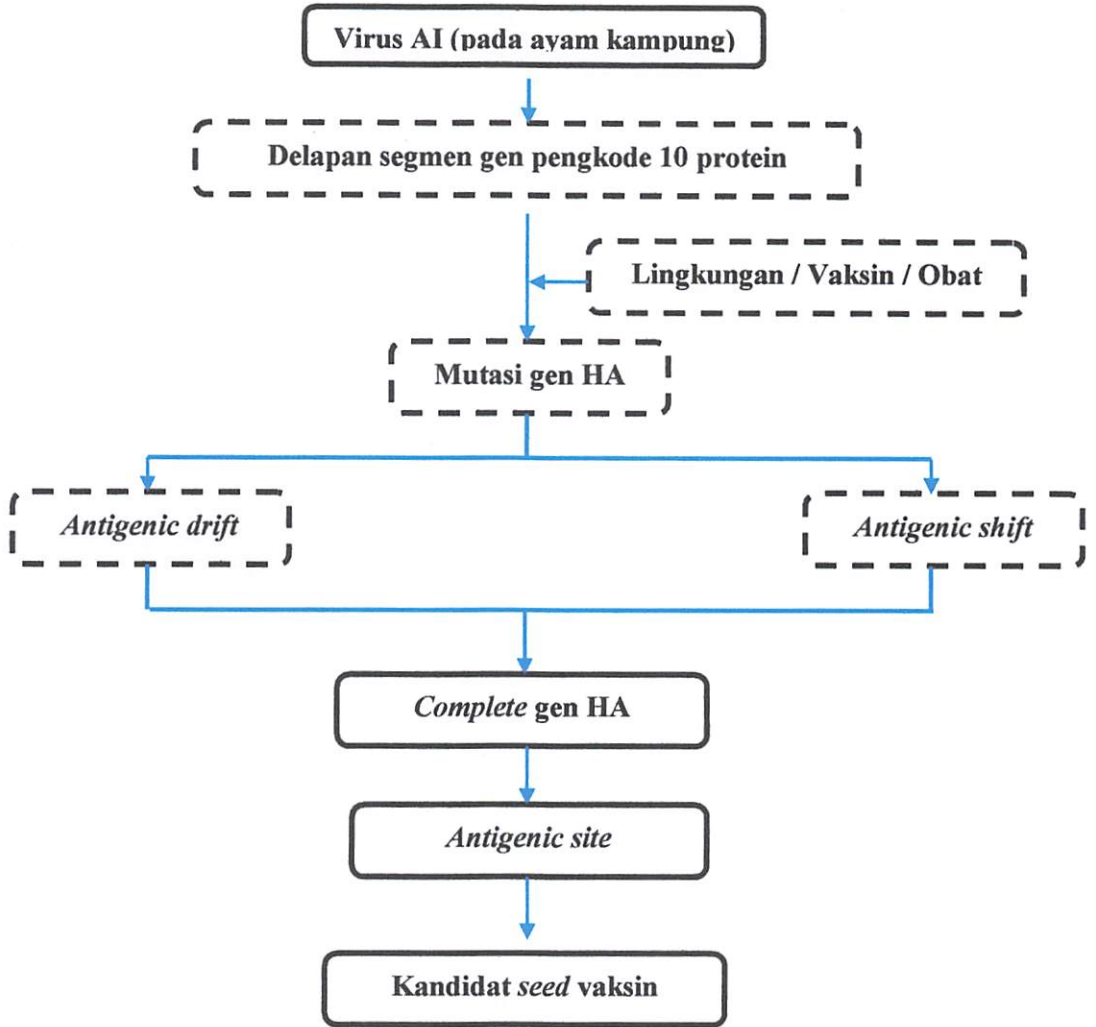 Virus AI (pada ayam kampung)
Delapan segmen gen pengkode 10 protein
Lingkungan / Vaksin / Obat
Mutasi gen HA
Antigenic drift
Antigenic shift
Complete gen HA
Antigenic site
Kandidat seed vaksin